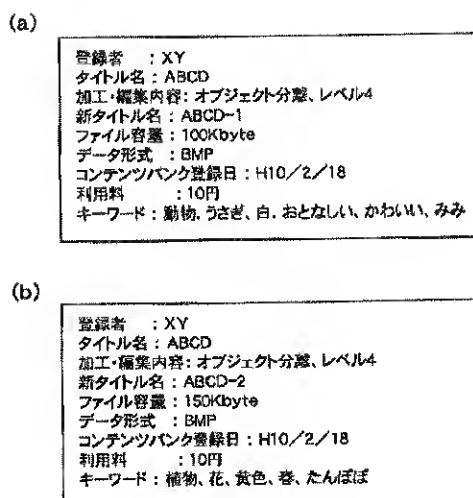 (a)
登録者 : XY
タイトル名 : ABCD
加工・編集内容: オブジェクト分離、レベル4
新タイトル名 : ABCD-1
ファイル容量 : 100Kbyte
データ形式 : BMP
コンテンツバンク登録日 : H10/2/18
利用料 : 10円
キーワード : 動物、うさぎ、白、おとなしい、かわいい、みみ
(b)
登録者 : XY
タイトル名 : ABCD
加工・編集内容: オブジェクト分離、レベル4
新タイトル名 : ABCD-2
ファイル容量 : 150Kbyte
データ形式 : BMP
コンテンツバンク登録日 : H10/2/18
利用料 : 10円
キーワード : 植物、花、黄色、春、たんぽぽ